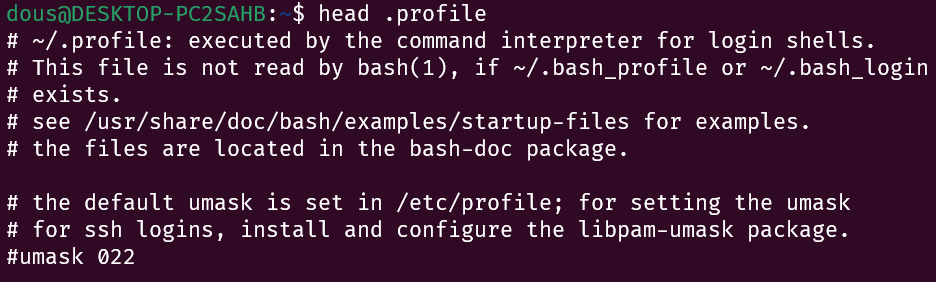 dous@DESKTOP-PC2SAHB:~$ head .profile
# ~/.profile: executed by the command interpreter for login shells.
# This file is not read by bash(1), if ~/.bash_profile or ~/.bash_login
# exists.
# see /usr/share/doc/bash/examples/startup-files for examples.
# the files are located in the bash-doc package.

# the default umask is set in /etc/profile; for setting the umask
# for ssh logins, install and configure the libpam-umask package.
#umask 022